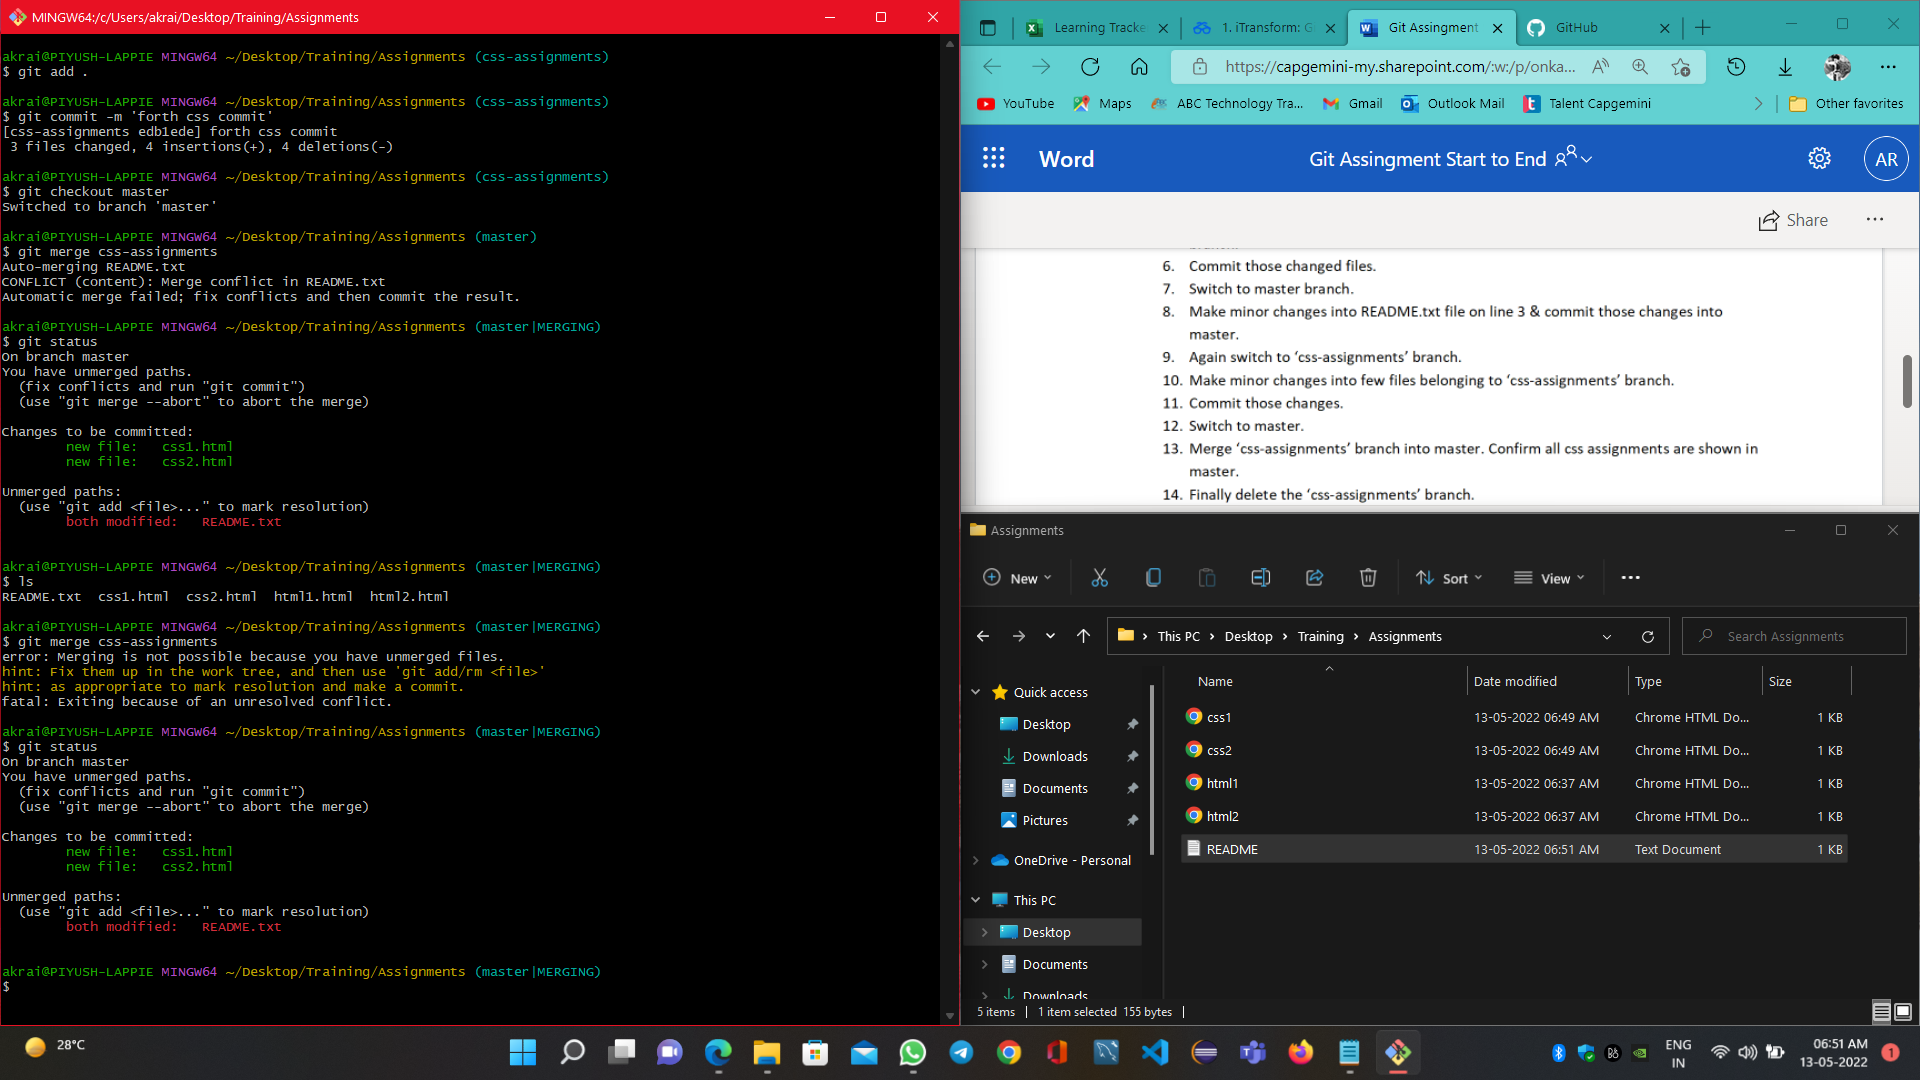 MINGW64:/c/Users/akrai/Desktop/Training/Assignments
akrai@PIYUSH-LAPPIE MINGW64 ~/Desktop/Training/Assignments (css-assignments)
$ git add .
akrai@PIYUSH-LAPPIE MINGW64 ~/Desktop/Training/Assignments (css-assignments)
$ git commit -m 'forth css commit'
[css-assignments edb1ede] forth css commit
3 files changed, 4 insertions(+), 4 deletions(-)
akrai@PIYUSH-LAPPIE MINGW64 ~/Desktop/Training/Assignments (css-assignments)
$ git checkout master
Switched to branch 'master'
akrai@PIYUSH-LAPPIE MINGW64 ~/Desktop/Training/Assignments (master)
$ git merge css-assignments
Auto-merging README.txt
CONFLICT (content): Merge conflict in README.txt
Automatic merge failed; fix conflicts and then commit the result.
akrai@PIYUSH-LAPPIE MINGW64 ~/Desktop/Training/Assignments (master|MERGING)
$ git status
On branch master
You have unmerged paths.
(fix conflicts and run "git commit")
(use "git merge --abort" to abort the merge)
Changes to be committed:
new file:   css1.html
new file:   css2.html
Unmerged paths:
(use "git add <file>..." to mark resolution)
both modified:   README.txt
akrai@PIYUSH-LAPPIE MINGW64 ~/Desktop/Training/Assignments (master|MERGING)
$ ls
README.txt  css1.html  css2.html  html1.html  html2.html
akrai@PIYUSH-LAPPIE MINGW64 ~/Desktop/Training/Assignments (master|MERGING)
$ git merge css-assignments
error: Merging is not possible because you have unmerged files.
hint: Fix them up in the work tree, and then use 'git add/rm <file>'
hint: as appropriate to mark resolution and make a commit.
fatal: Exiting because of an unresolved conflict.
akrai@PIYUSH-LAPPIE MINGW64 ~/Desktop/Training/Assignments (master|MERGING)
$ git status
On branch master
You have unmerged paths.
(fix conflicts and run "git commit")
(use "git merge --abort" to abort the merge)
Changes to be committed:
new file:   css1.html
new file:   css2.html
Unmerged paths:
(use "git add <file>..." to mark resolution)
both modified:   README.txt
akrai@PIYUSH-LAPPIE MINGW64 ~/Desktop/Training/Assignments (master|MERGING)
$
Learning Tracke
1. iTransform: G
Git Assingment
GitHub
https://capgemini-my.sharepoint.com/:w:/p/onka...
YouTube Maps ABC Technology Tra... Gmail Outlook Mail Talent Capgemini Other favorites
Word
Git Assingment Start to End
AR
Share
6. Commit those changed files.
7. Switch to master branch.
8. Make minor changes into README.txt file on line 3 & commit those changes into
master.
9. Again switch to ‘css-assignments’ branch.
10. Make minor changes into few files belonging to ‘css-assignments’ branch.
11. Commit those changes.
12. Switch to master.
13. Merge ‘css-assignments’ branch into master. Confirm all css assignments are shown in
master.
14. Finally delete the ‘css-assignments’ branch.
Assignments
New Sort View
This PC > Desktop > Training > Assignments
Search Assignments
Quick access
Desktop
Downloads
Documents
Pictures
OneDrive - Personal
This PC
Desktop
Documents
Downloads
Name Date modified Type Size
css1 13-05-2022 06:49 AM Chrome HTML Do... 1 KB
css2 13-05-2022 06:49 AM Chrome HTML Do... 1 KB
html1 13-05-2022 06:37 AM Chrome HTML Do... 1 KB
html2 13-05-2022 06:37 AM Chrome HTML Do... 1 KB
README 13-05-2022 06:51 AM Text Document 1 KB
5 items 1 item selected 155 bytes
28°C
ENG
IN
06:51 AM
13-05-2022
1